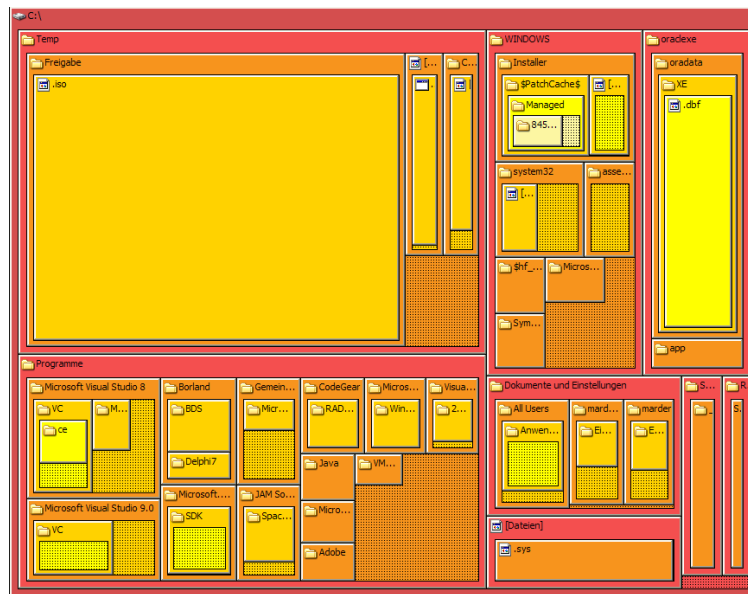 C:\
Temp
Freigabe
.iso
[...
C...
WINDOWS
Installer
$PatchCache$
[...
Managed
845...
system32
asse...
[...
$hf_...
Micros...
Sym...
oraclexe
oradata
XE
.dbf
app
Programme
Microsoft Visual Studio 8
VC
M...
ce
Microsoft Visual Studio 9.0
VC
Borland
BDS
Delphi7
Microsoft....
SDK
Gemein...
Micr...
JAM So...
Spac...
CodeGear
RAD...
Java
Micro...
Adobe
Micros...
Win...
VM...
Visua...
2...
Dokumente und Einstellungen
All Users
Anwen...
mard...
Ei...
marder
E...
[Dateien]
.sys
S...
R
S.